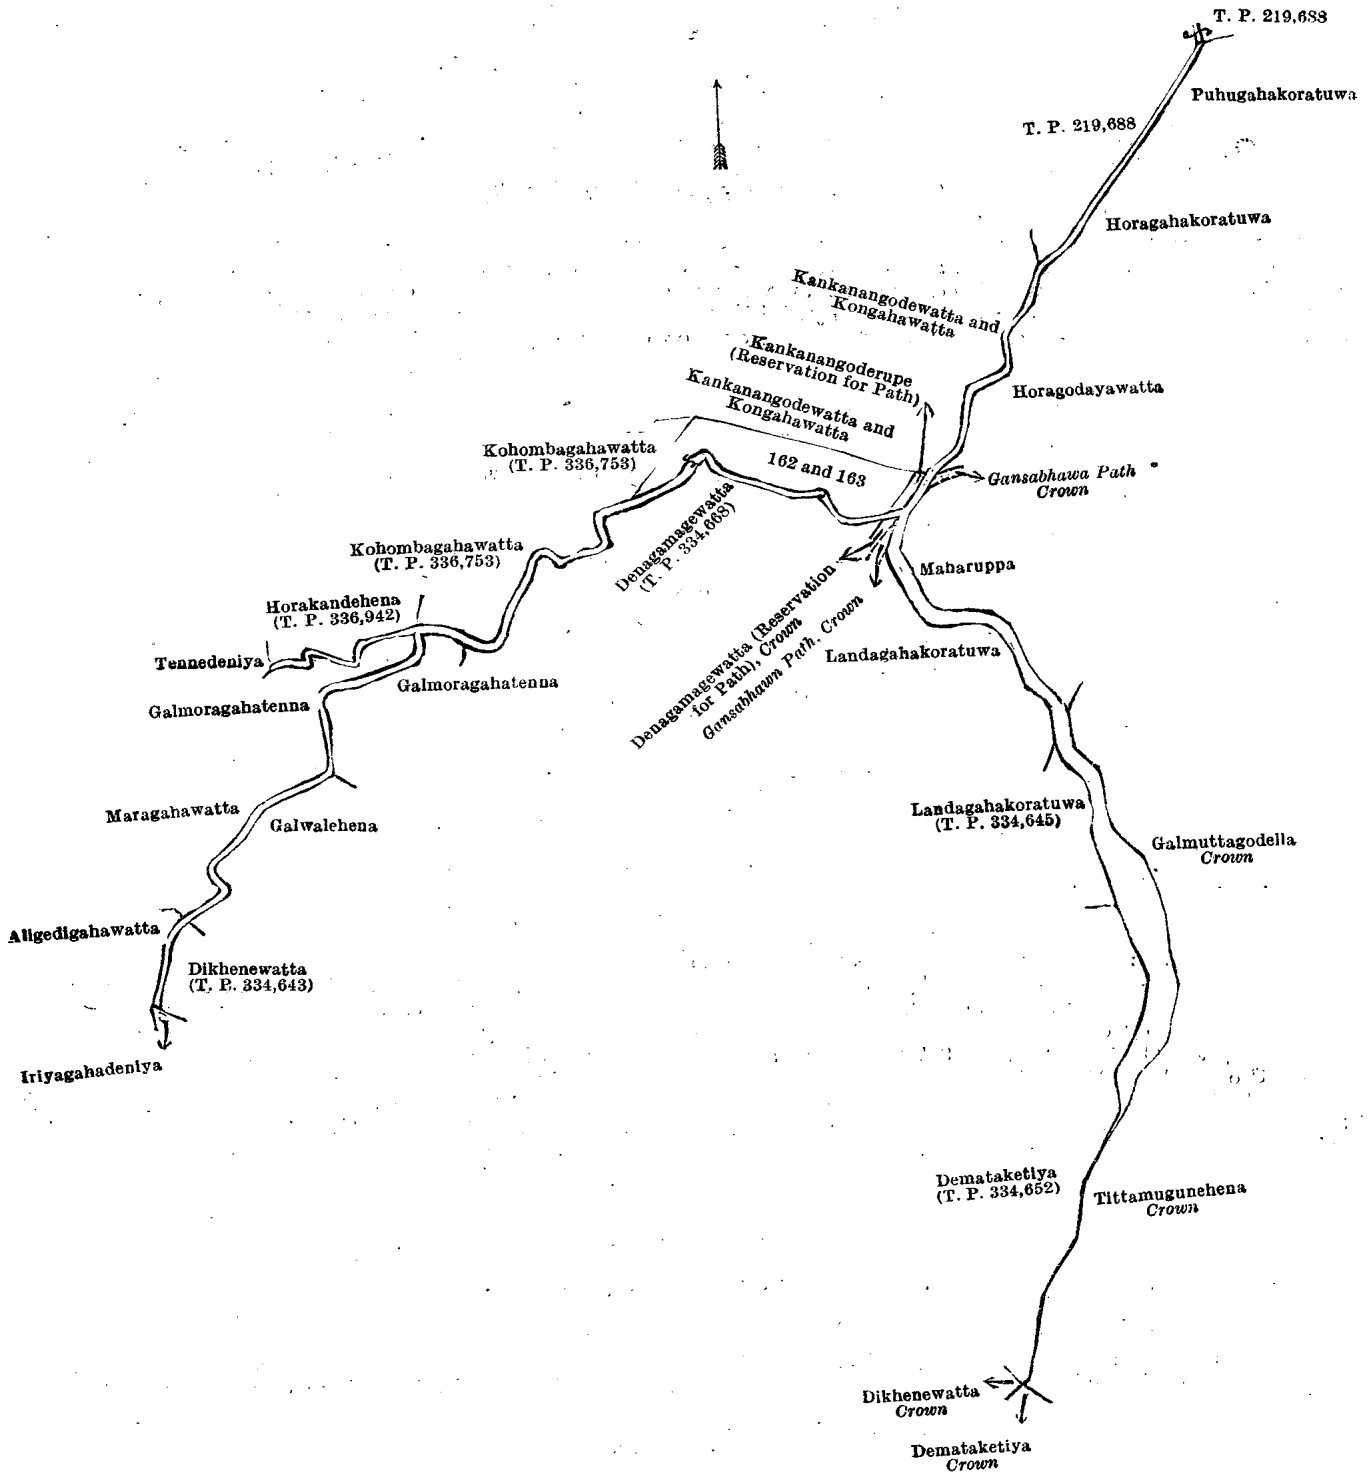 T. P. 219,688
Puhugahakoratuwa
T. P. 219,688
Horagahakoratuwa
Kankanangodewatta and
Kongahawatta
Kankanangoderupe
(Reservation for Path)
Horagodayawatta
Kankanangodewatta and
Kongahawatta
Kohombagahawatta
(T. P. 336,753)
162 and 163
Gansabhawa Path
Crown
Denagamagewatta
(T. P. 334,668)
Kohombagahawatta
(T. P. 336,753)
Maharuppa
Horakandehena
(T. P. 336,942)
Denagamagewatta (Reservation
for Path), Crown
Gansabhawn Path, Crown
Landagahakoratuwa
Tennedeniya
Galmoragahatenna
Galmoragahatenna
Landagahakoratuwa
(T. P. 334,645)
Maragahawatta
Galwalehena
Galmuttagodella
Crown
Aligedigahawatta
Dikhenewatta
(T. P. 334,643)
Iriyagahadeniya
Demataketiya
(T. P. 334,652)
Tittamugunehena
Crown
Dikhenewatta
Crown
Demataketiya
Crown